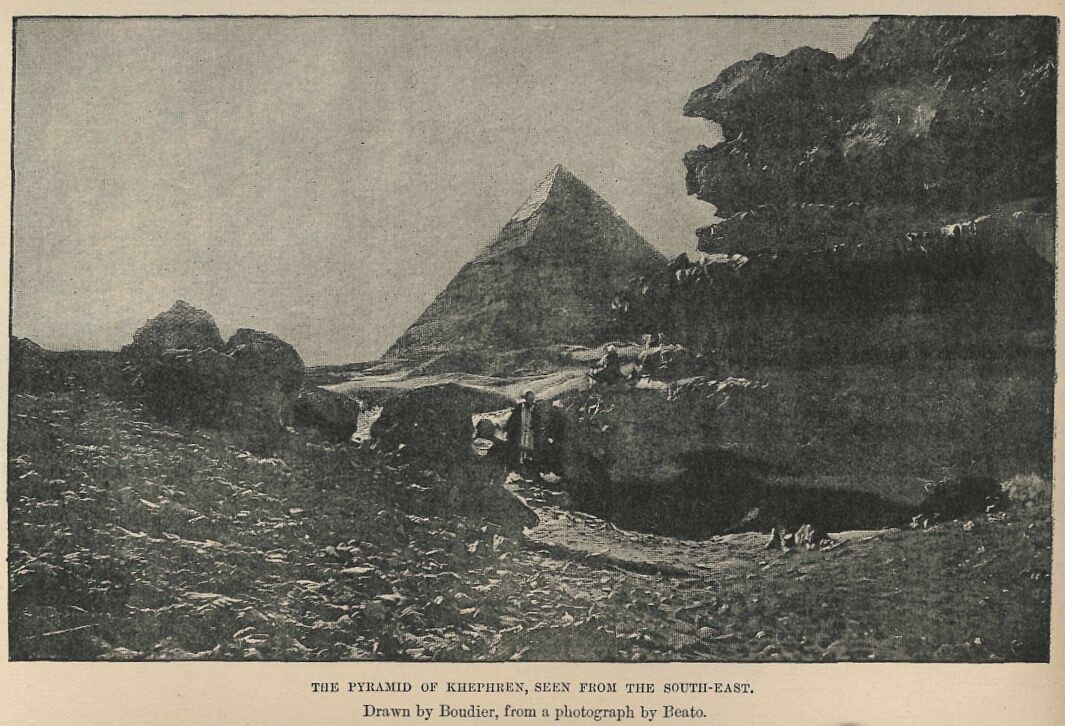 THE PYRAMID OF KHEPHREN, SEEN FROM THE SOUTH-EAST.
Drawn by Boudier, from a photograph by Beato.